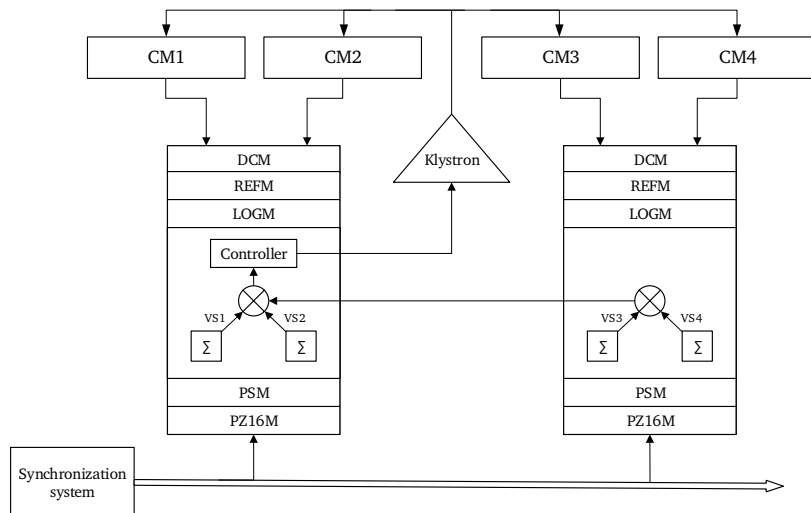 CM1
CM2
CM3
CM4
DCM
REFM
LOGM
Controller
VS1
VS2
Σ
Σ
PSM
PZ16M
Klystron
DCM
REFM
LOGM
VS3
VS4
Σ
Σ
PSM
PZ16M
Synchronization
system